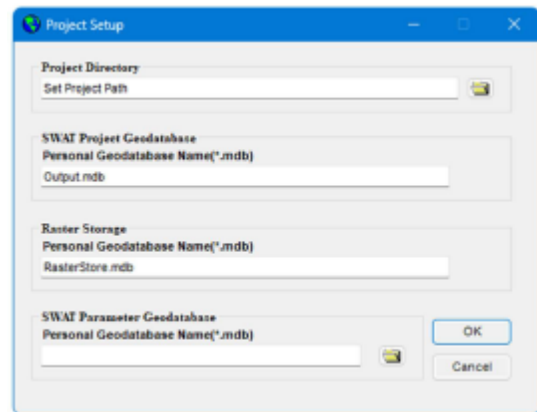 Project Setup
Project Directory
Set Project Path
SWAT Project Geodatabase
Personal Geodatabase Name(*.mdb)
Output.mdb
Raster Storage
Personal Geodatabase Name(*.mdb)
RasterStore.mdb
SWAT Parameter Geodatabase
Personal Geodatabase Name(*.mdb)
OK
Cancel